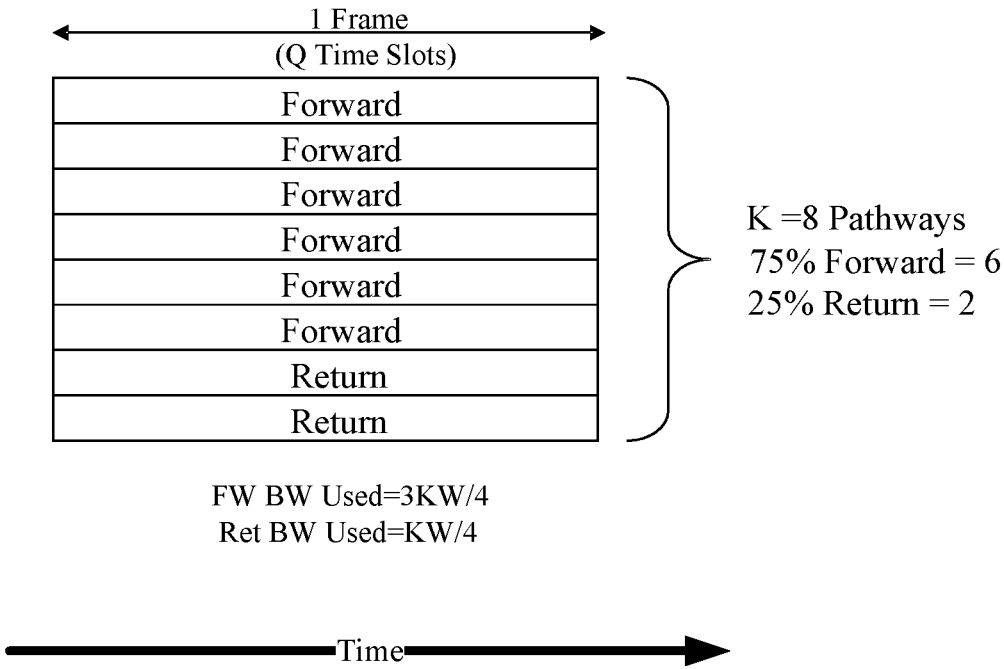 1 Frame
(Q Time Slots)
Forward
Forward
Forward
Forward
Forward
Forward
Return
Return
K =8 Pathways
75% Forward = 6
25% Return = 2
FW BW Used=3KW/4
Ret BW Used=KW/4
Time